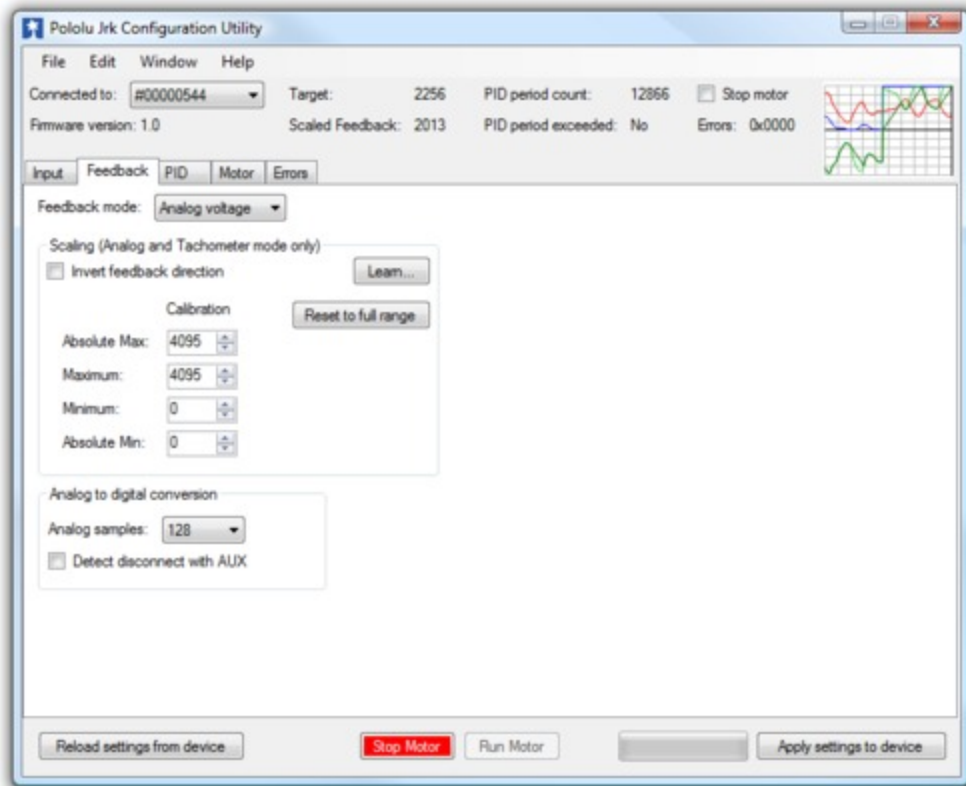 Pololu Jrk Configuration Utility
File Edit Window Help
Connected to: #00000544 Target: 2256 PID period count: 12866 Stop motor
Firmware version: 1.0 Scaled Feedback: 2013 PID period exceeded: No Errors: 0x0000
Input Feedback PID Motor Errors
Feedback mode: Analog voltage
Scaling (Analog and Tachometer mode only)
Invert feedback direction Learn...
Calibration Reset to full range
Absolute Max: 4095
Maximum: 4095
Minimum: 0
Absolute Min: 0
Analog to digital conversion
Analog samples: 128
Detect disconnect with AUX
Reload settings from device Stop Motor Run Motor Apply settings to device